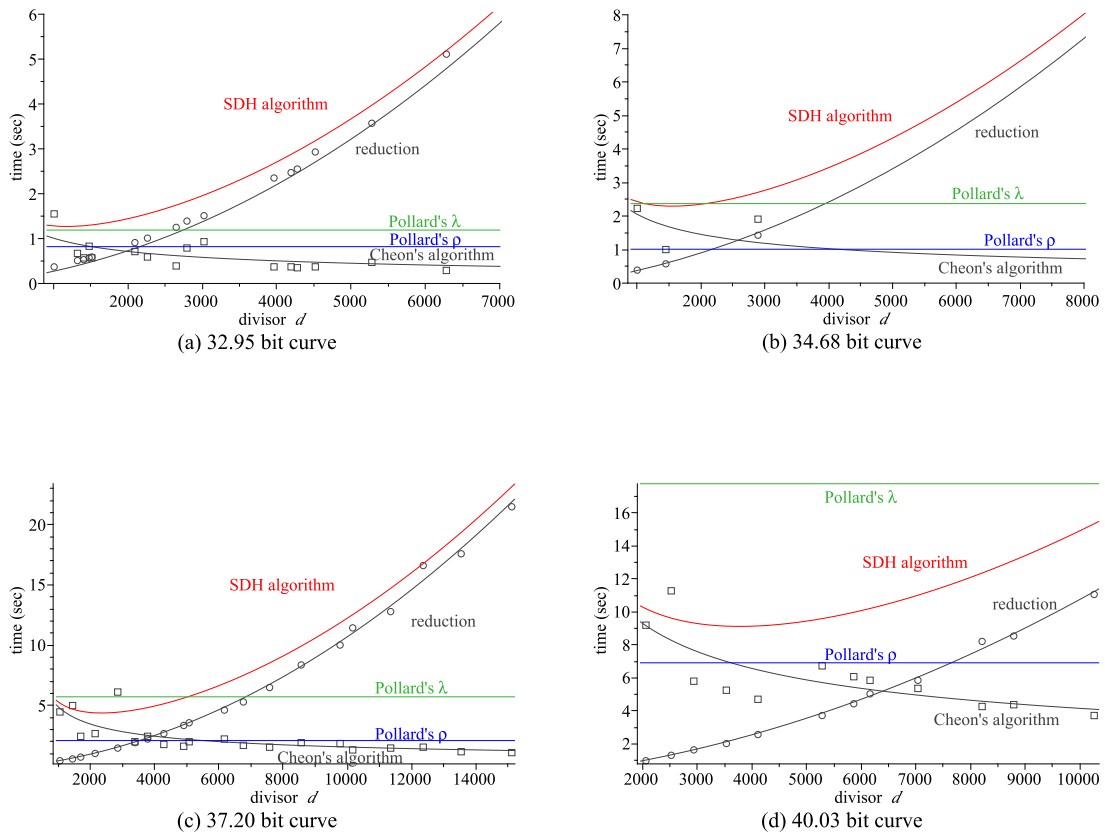 6
5
4
3
2
1
0
time (sec)
SDH algorithm
reduction
Pollard's λ
Pollard's ρ
Cheon's algorithm
2000
3000
4000
5000
6000
7000
divisor d
(a) 32.95 bit curve
8
7
6
5
4
3
2
1
0
time (sec)
SDH algorithm
reduction
Pollard's λ
Pollard's ρ
Cheon's algorithm
1000
2000
3000
4000
5000
6000
7000
8000
divisor d
(b) 34.68 bit curve
20
15
10
5
time (sec)
SDH algorithm
reduction
Pollard's λ
Pollard's ρ
Cheon's algorithm
2000
4000
6000
8000
10000
12000
14000
divisor d
(c) 37.20 bit curve
16
14
12
10
8
6
4
2
time (sec)
Pollard's λ
SDH algorithm
reduction
Pollard's ρ
Cheon's algorithm
2000
3000
4000
5000
6000
7000
8000
9000
10000
divisor d
(d) 40.03 bit curve